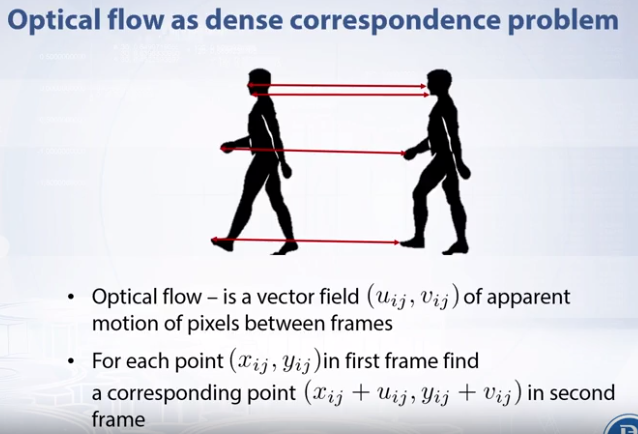 Optical flow as dense correspondence problem
• Optical flow – is a vector field (u_{ij}, v_{ij}) of apparent
motion of pixels between frames
• For each point (x_{ij}, y_{ij}) in first frame find
a corresponding point (x_{ij} + u_{ij}, y_{ij} + v_{ij}) in second
frame